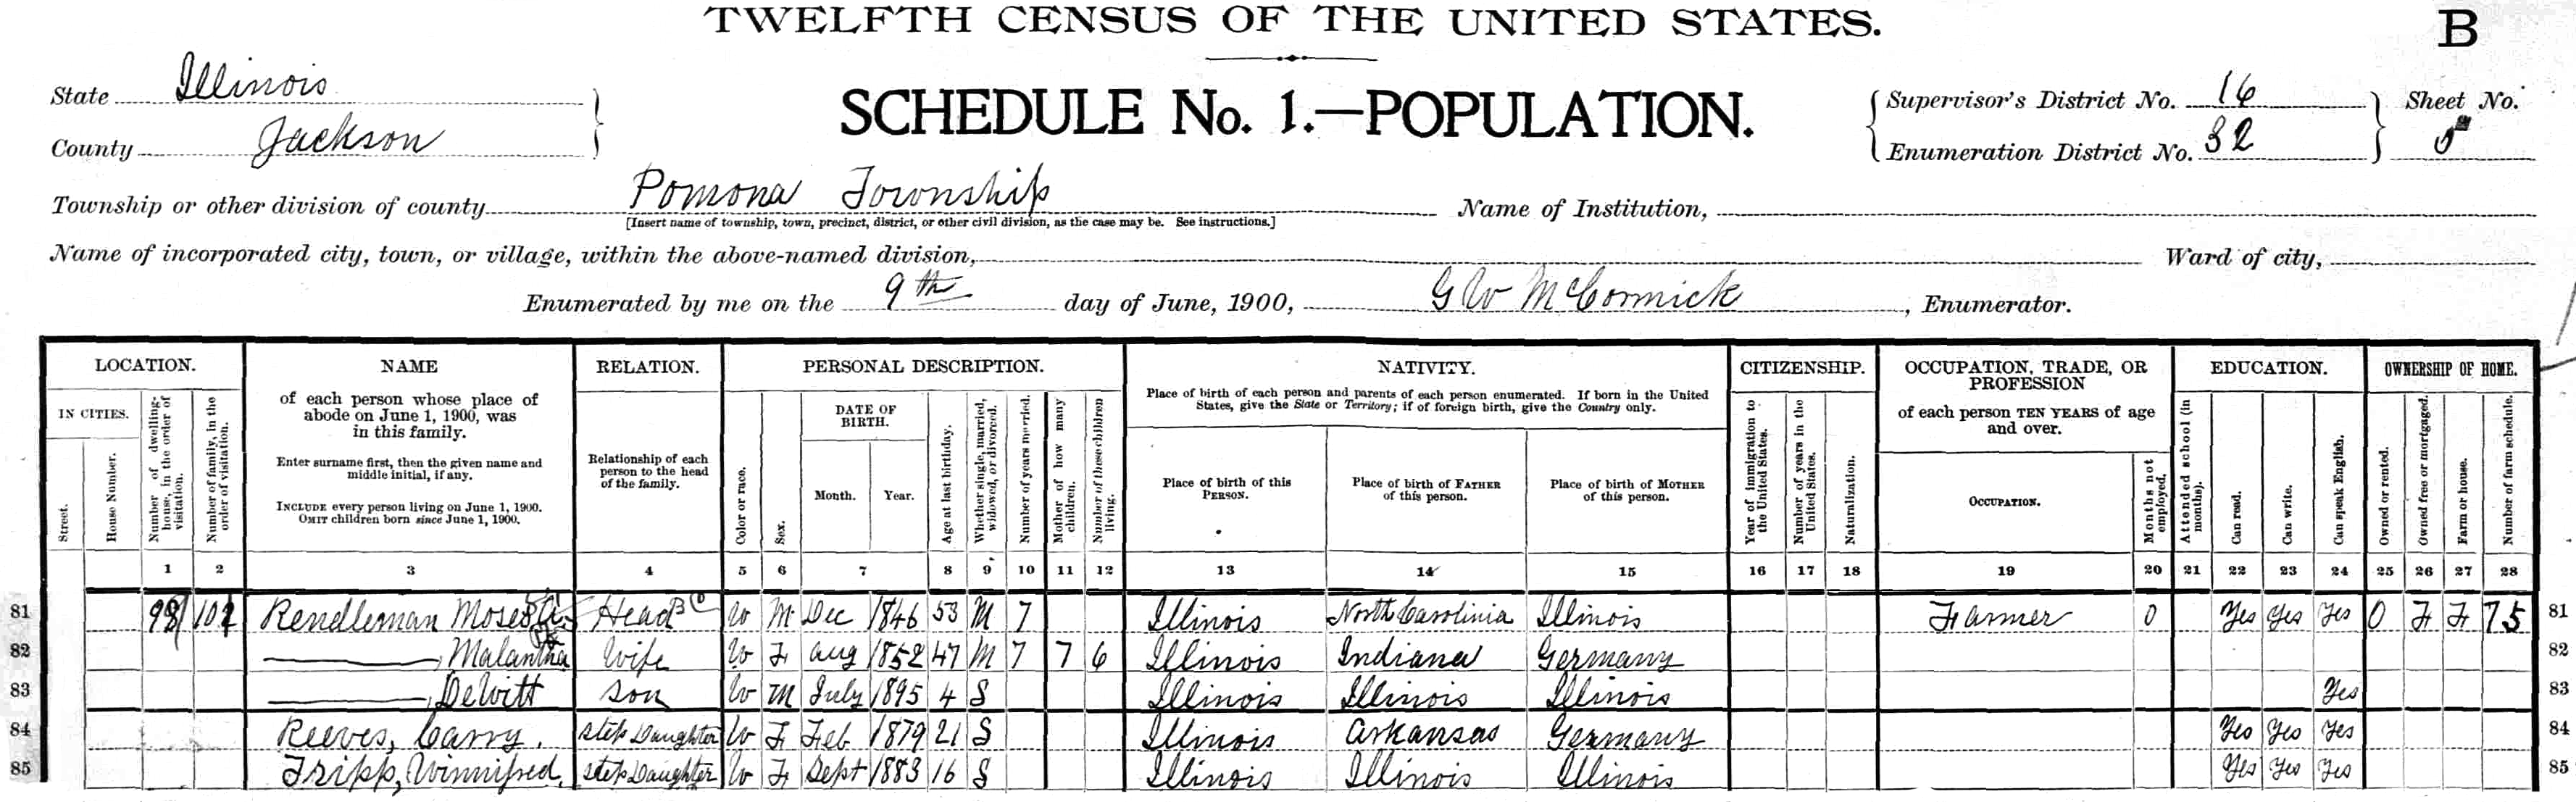 TWELFTH CENSUS OF THE UNITED STATES.
B
State Illinois
County Jackson
SCHEDULE No. 1.—POPULATION.
Supervisor's District No. 16
Enumeration District No. 32
Sheet No.
5
Township or other division of county Pomona Township
[Insert name of township, town, precinct, district, or other civil division, as the case may be. See instructions.]
Name of Institution,
Name of incorporated city, town, or village, within the above-named division,
Ward of city,
Enumerated by me on the 9th day of June, 1900, G W McCormick, Enumerator.
LOCATION.
IN CITIES.
Street.
House Number.
Number of dwelling-house, in the order of visitation.
Number of family, in the order of visitation.
NAME
of each person whose place of abode on June 1, 1900, was in this family.
Enter surname first, then the given name and middle initial, if any.
INCLUDE every person living on June 1, 1900.
OMIT children born since June 1, 1900.
RELATION.
Relationship of each person to the head of the family.
PERSONAL DESCRIPTION.
Color or race.
Sex.
DATE OF BIRTH.
Month.
Year.
Age at last birthday.
Whether single, married, widowed, or divorced.
Number of years married.
Mother of how many children.
Number of these children living.
NATIVITY.
Place of birth of each person and parents of each person enumerated. If born in the United States, give the State or Territory; if of foreign birth, give the Country only.
Place of birth of this PERSON.
Place of birth of FATHER of this person.
Place of birth of MOTHER of this person.
CITIZENSHIP.
Year of immigration to the United States.
Number of years in the United States.
Naturalization.
OCCUPATION, TRADE, OR PROFESSION
of each person TEN YEARS of age and over.
OCCUPATION.
Months not employed.
EDUCATION.
Attended school (in months).
Can read.
Can write.
Can speak English.
OWNERSHIP OF HOME.
Owned or rented.
Owned free or mortgaged.
Farm or house.
Number of farm schedule.
1 2 3 4 5 6 7 8 9 10 11 12 13 14 15 16 17 18 19 20 21 22 23 24 25 26 27 28
81 98 102 Rendleman Moses Head W M Dec 1846 53 M 7 Illinois North Carolinia Illinois Farmer 0 Yes Yes Yes O F F 75 81
82 ——, Malantha Wife W F Aug 1852 47 M 7 7 6 Illinois Indiana Germany 82
83 ——, DeWitt son W M July 1895 4 S Illinois Illinois Illinois Yes 83
84 Reeves, Carry. step Daughter W F Feb 1879 21 S Illinois Arkansas Germany Yes Yes Yes 84
85 Tripp, Winnifred, step Daughter W F Sept 1883 16 S Illinois Illinois Illinois Yes Yes Yes 85